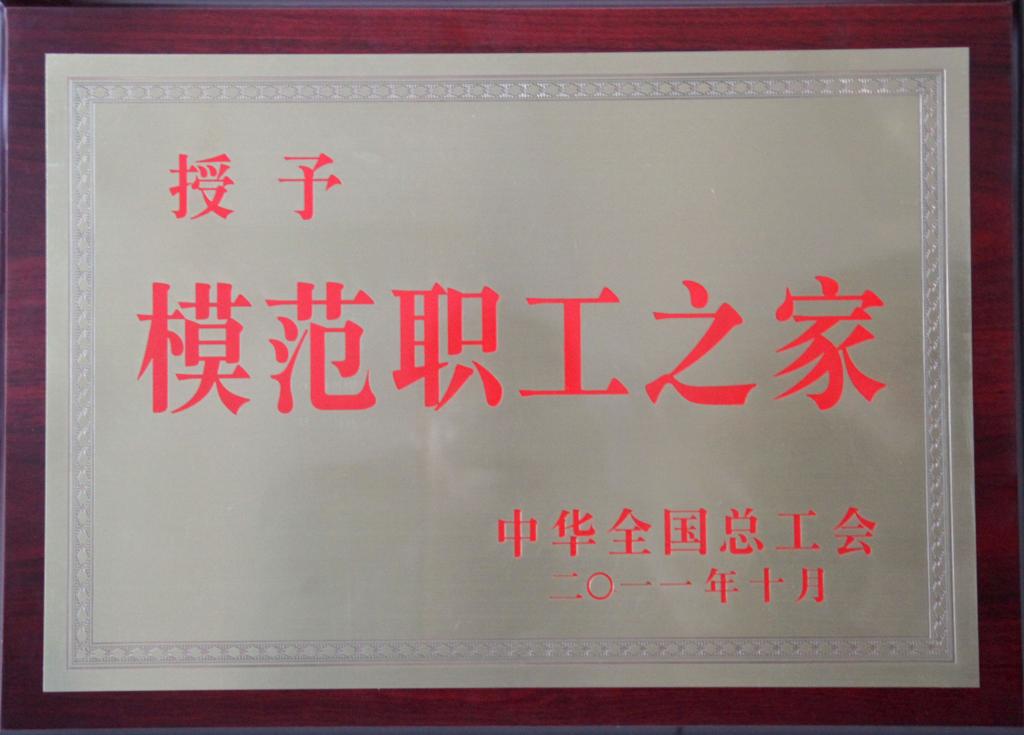 授予
模范职工之家
中华全国总工会
二〇一一年十月